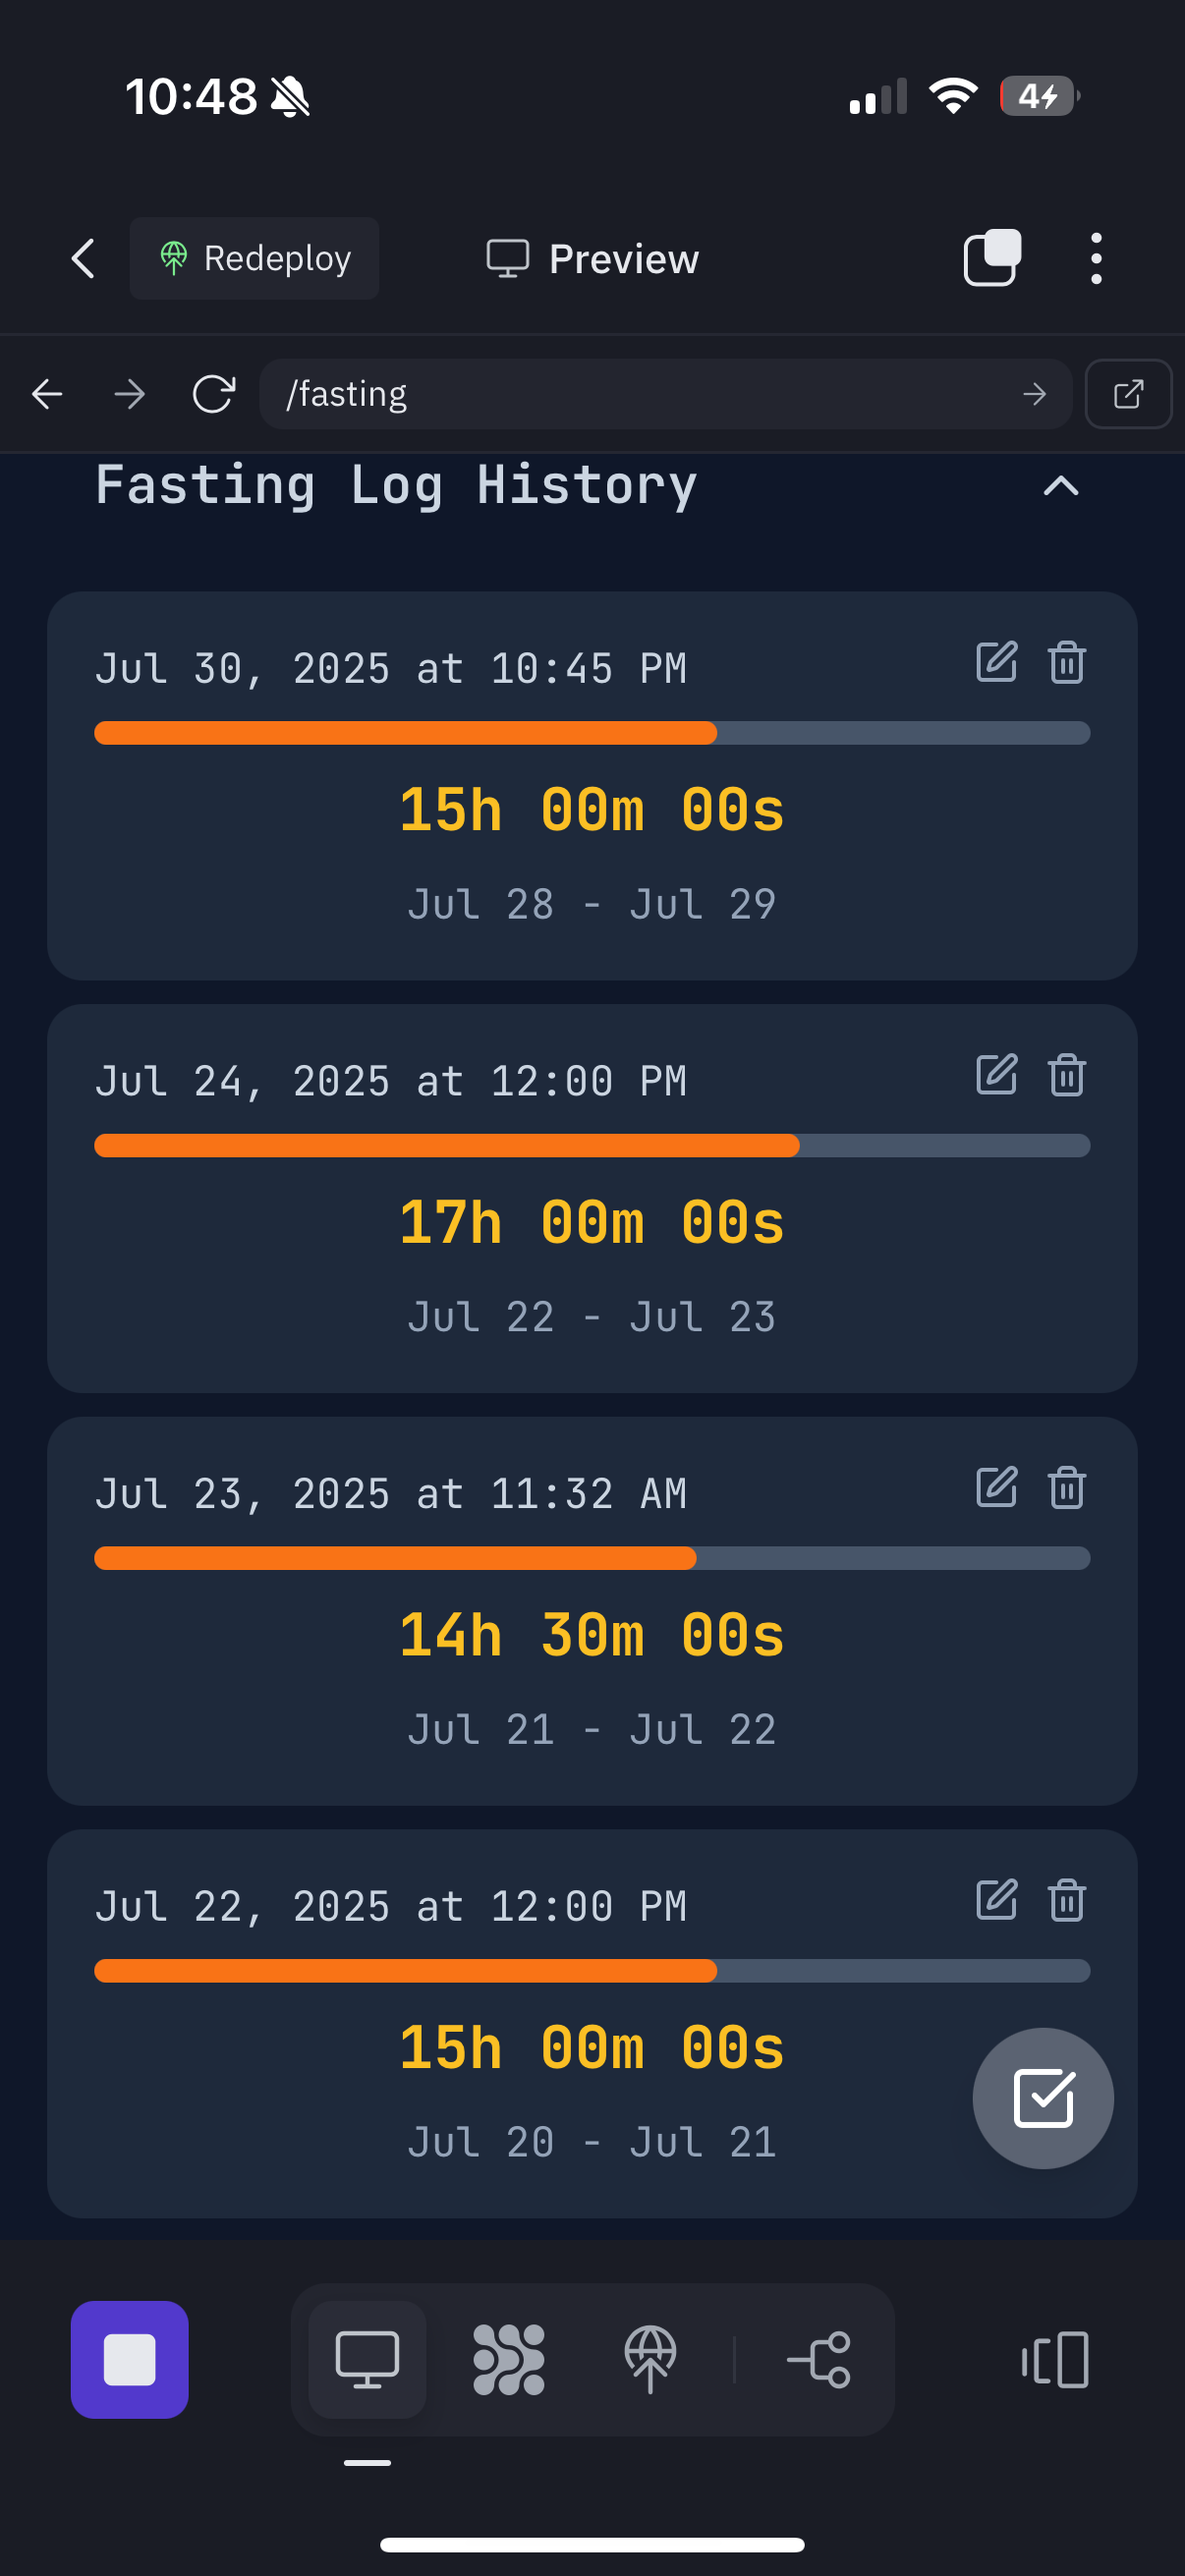 10:48
4
Redeploy
Preview
/fasting
Fasting Log History
Jul 30, 2025 at 10:45 PM
15h 00m 00s
Jul 28 - Jul 29
Jul 24, 2025 at 12:00 PM
17h 00m 00s
Jul 22 - Jul 23
Jul 23, 2025 at 11:32 AM
14h 30m 00s
Jul 21 - Jul 22
Jul 22, 2025 at 12:00 PM
15h 00m 00s
Jul 20 - Jul 21